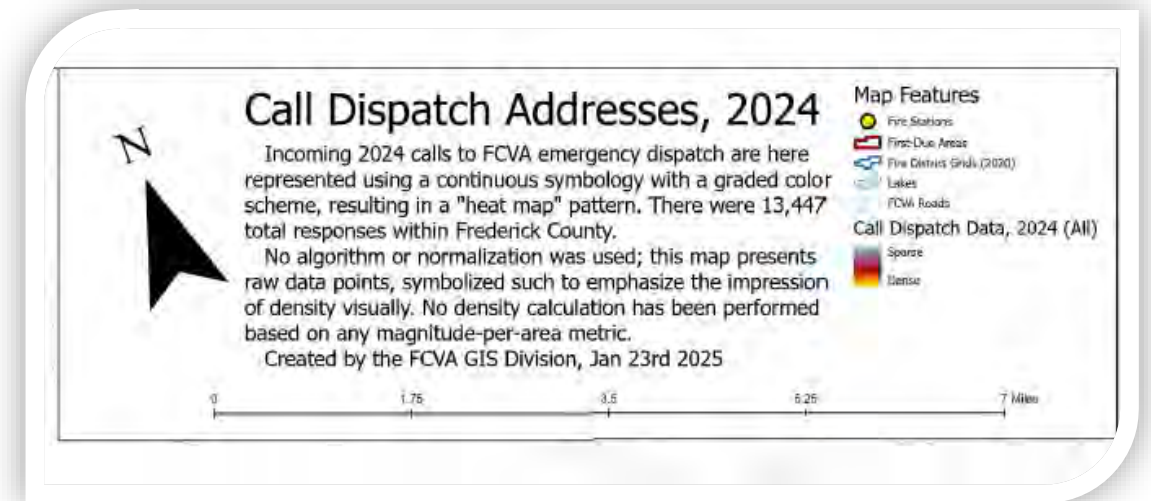 N
Call Dispatch Addresses, 2024
Incoming 2024 calls to FCVA emergency dispatch are here
represented using a continuous symbology with a graded color
scheme, resulting in a "heat map" pattern. There were 13,447
total responses within Frederick County.
No algorithm or normalization was used; this map presents
raw data points, symbolized such to emphasize the impression
of density visually. No density calculation has been performed
based on any magnitude-per-area metric.
Created by the FCVA GIS Division, Jan 23rd 2025
Map Features
Fire Stations
First-Due Areas
Fire District Grids (2020)
Lakes
FCVA Roads
Call Dispatch Data, 2024 (All)
Sparse
Dense
0 1.75 3.5 5.25 7 Miles